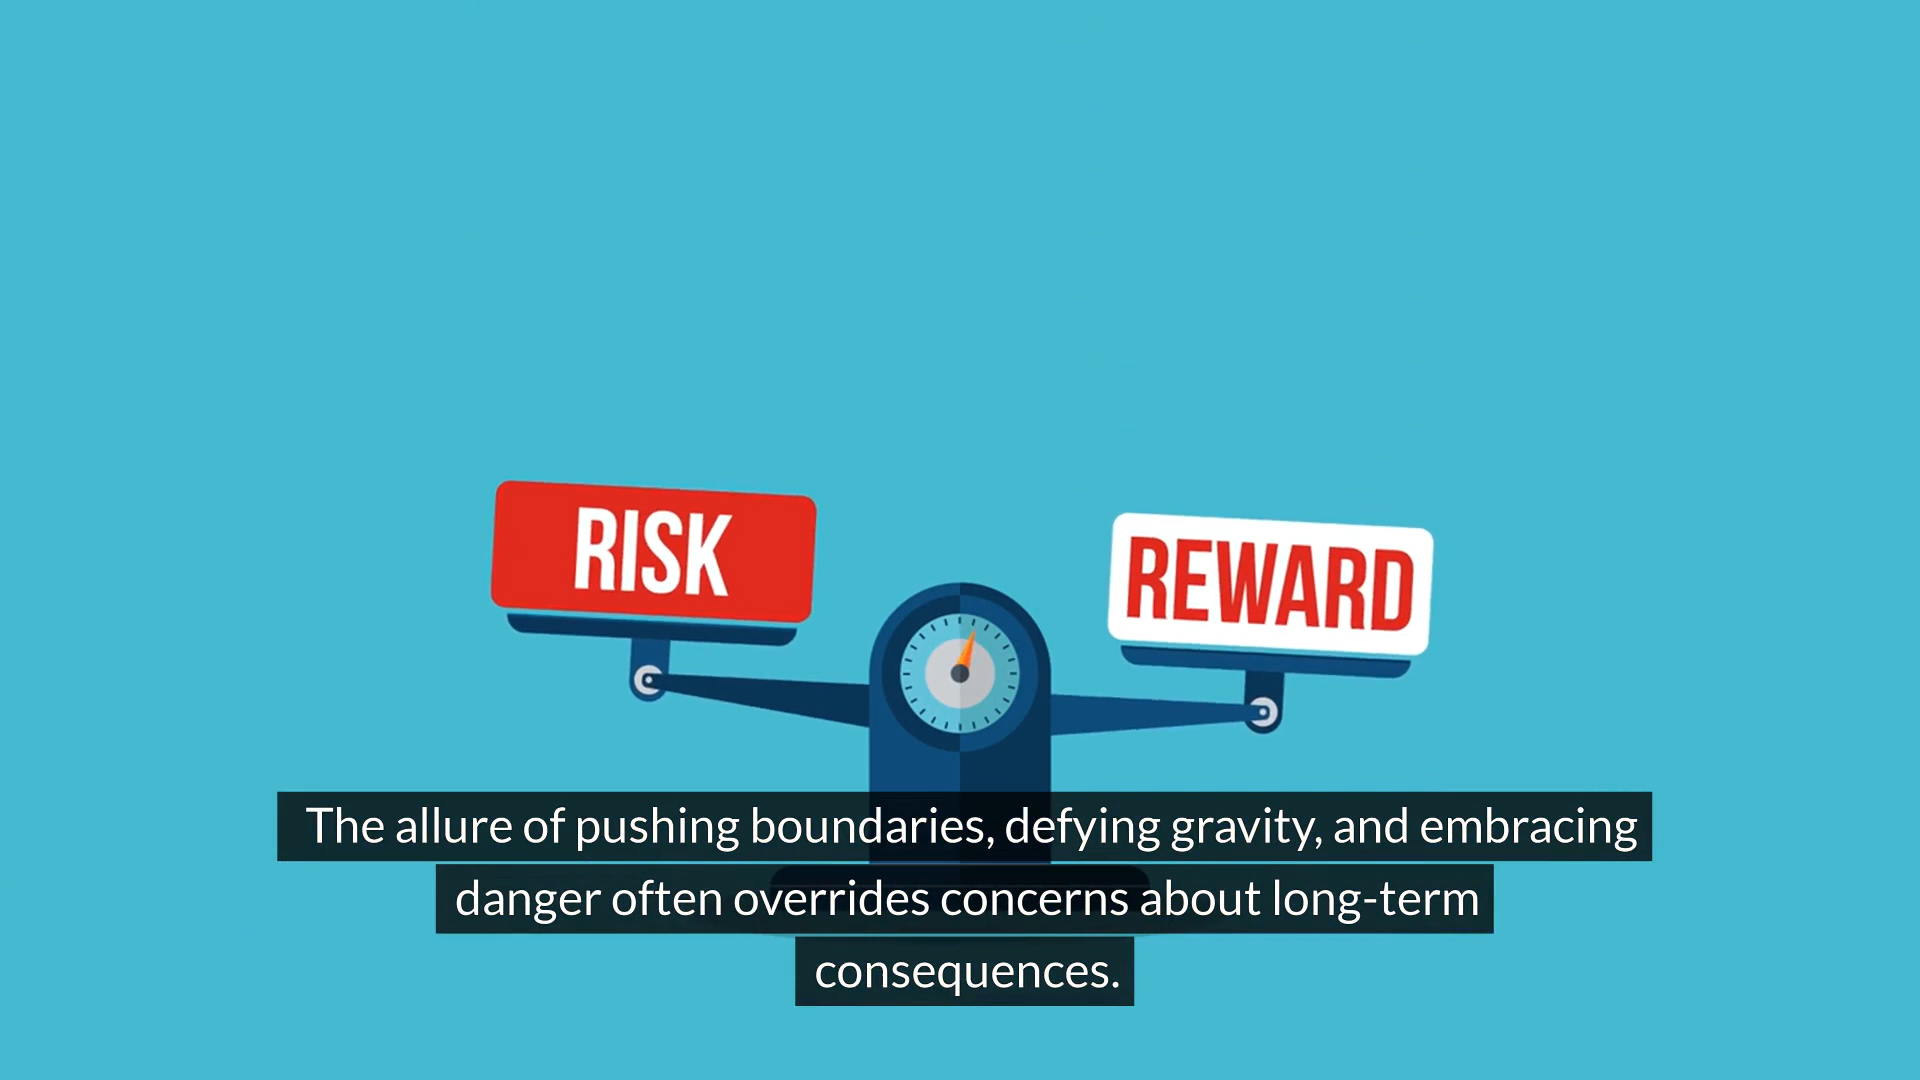 RISK
REWARD
The allure of pushing boundaries, defying gravity, and embracing
danger often overrides concerns about long-term
consequences.